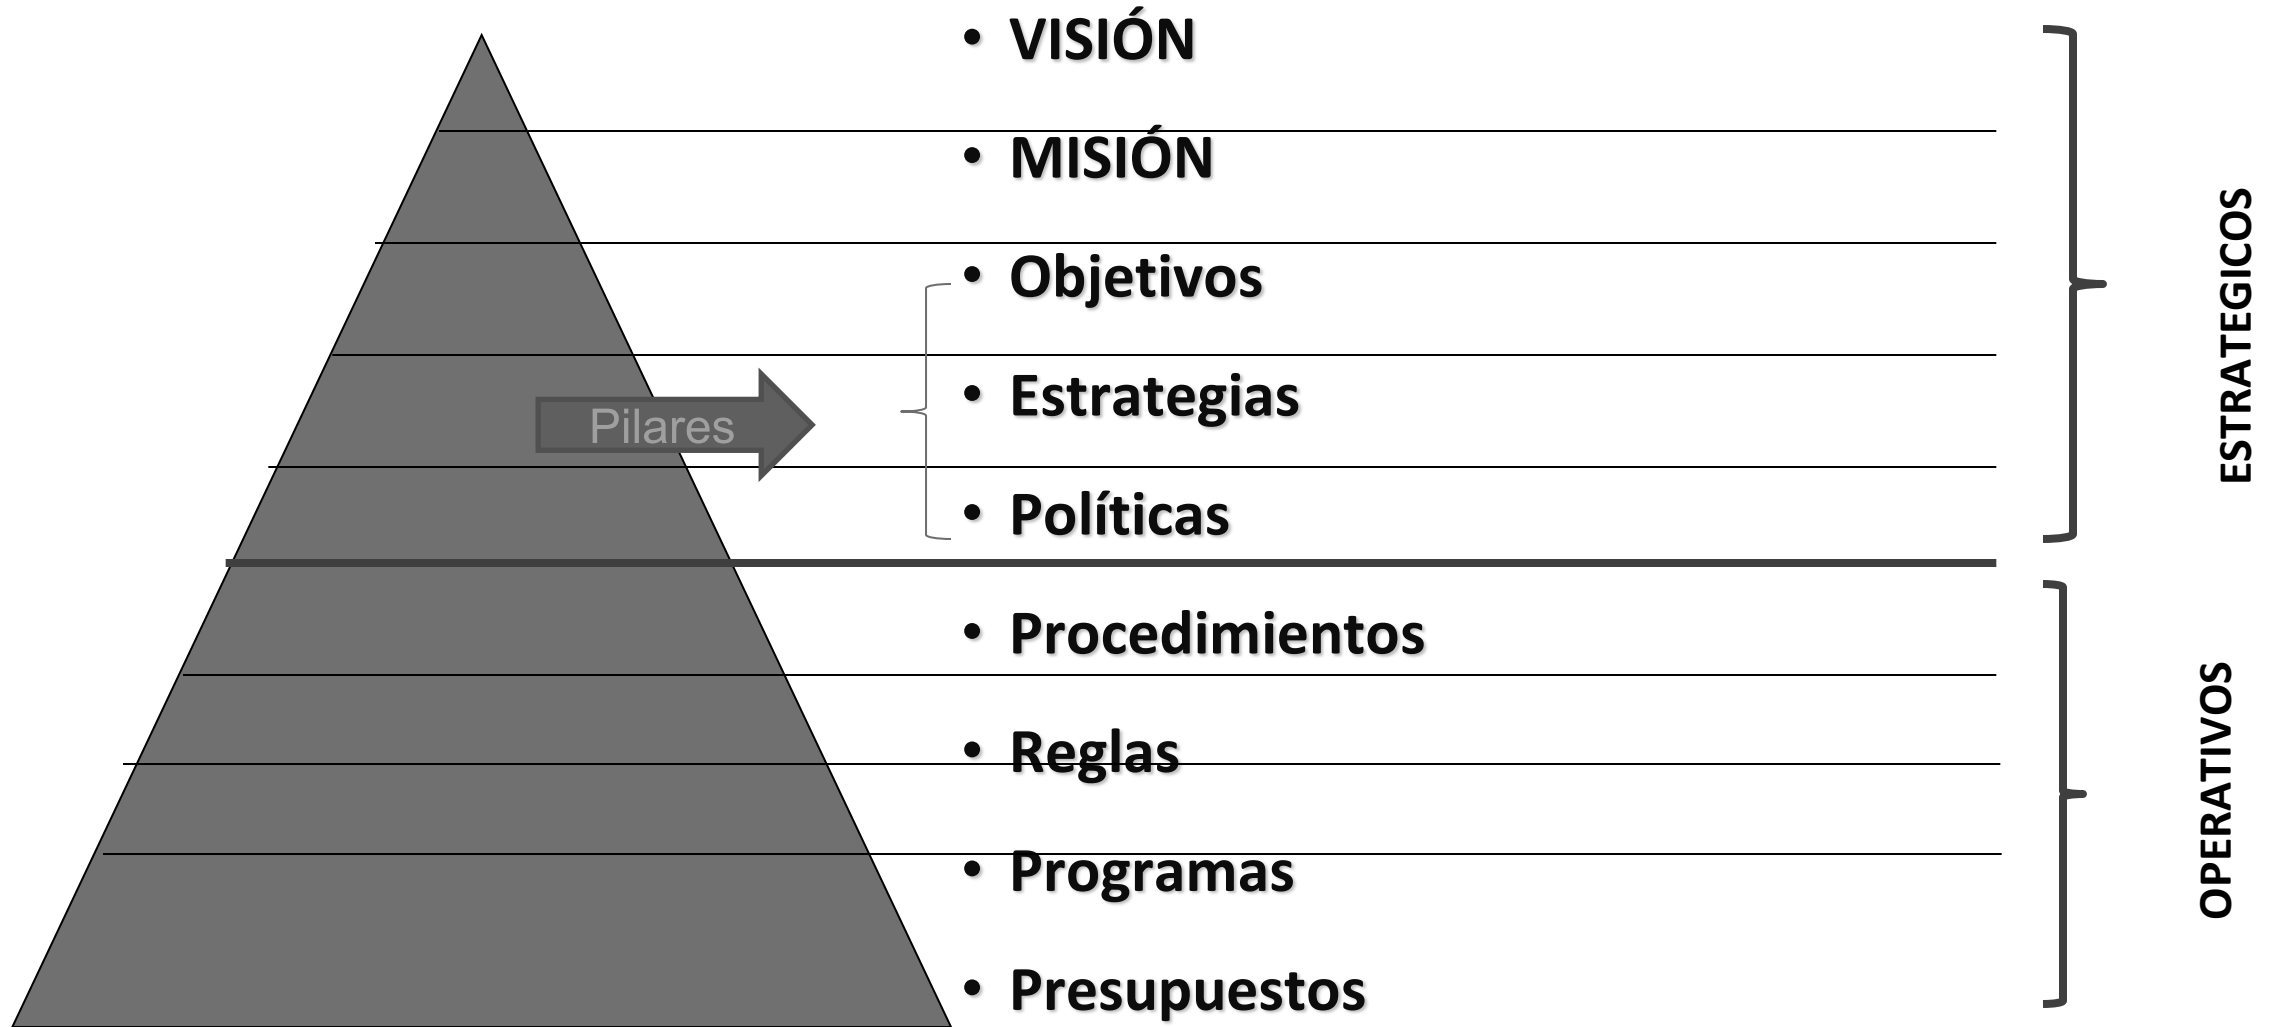 • VISIÓN
• MISIÓN
• Objetivos
• Estrategias
Pilares
• Políticas
• Procedimientos
• Reglas
• Programas
• Presupuestos
ESTRATEGICOS
OPERATIVOS